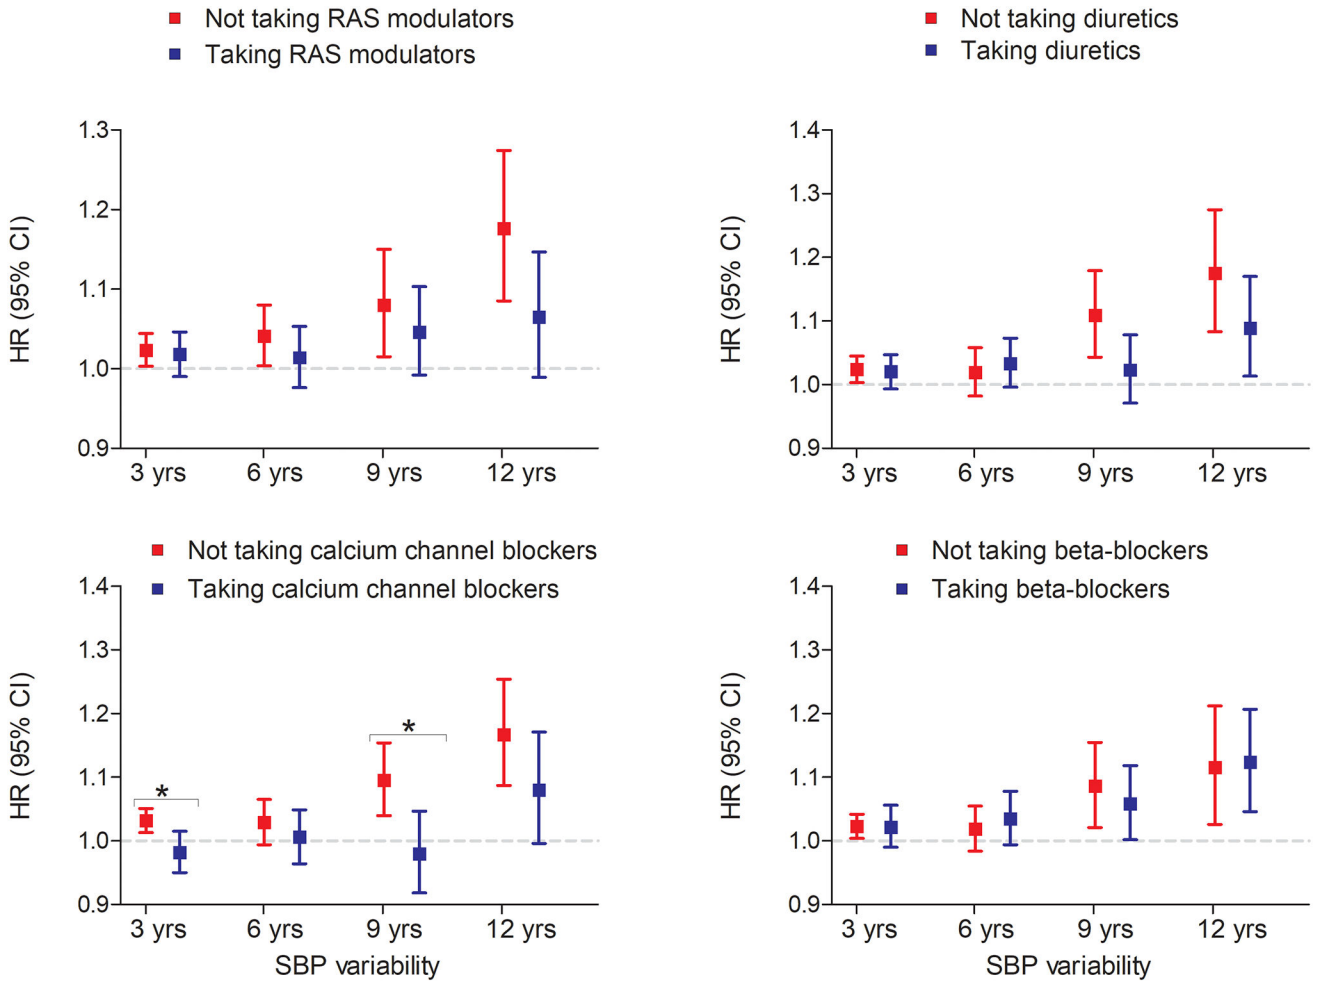 Not taking RAS modulators
Taking RAS modulators
HR (95% CI)
1.3
1.2
1.1
1.0
0.9
3 yrs
6 yrs
9 yrs
12 yrs
Not taking diuretics
Taking diuretics
HR (95% CI)
1.4
1.3
1.2
1.1
1.0
0.9
3 yrs
6 yrs
9 yrs
12 yrs
Not taking calcium channel blockers
Taking calcium channel blockers
HR (95% CI)
1.4
1.3
1.2
1.1
1.0
0.9
*
*
3 yrs
6 yrs
9 yrs
12 yrs
SBP variability
Not taking beta-blockers
Taking beta-blockers
HR (95% CI)
1.4
1.3
1.2
1.1
1.0
0.9
3 yrs
6 yrs
9 yrs
12 yrs
SBP variability